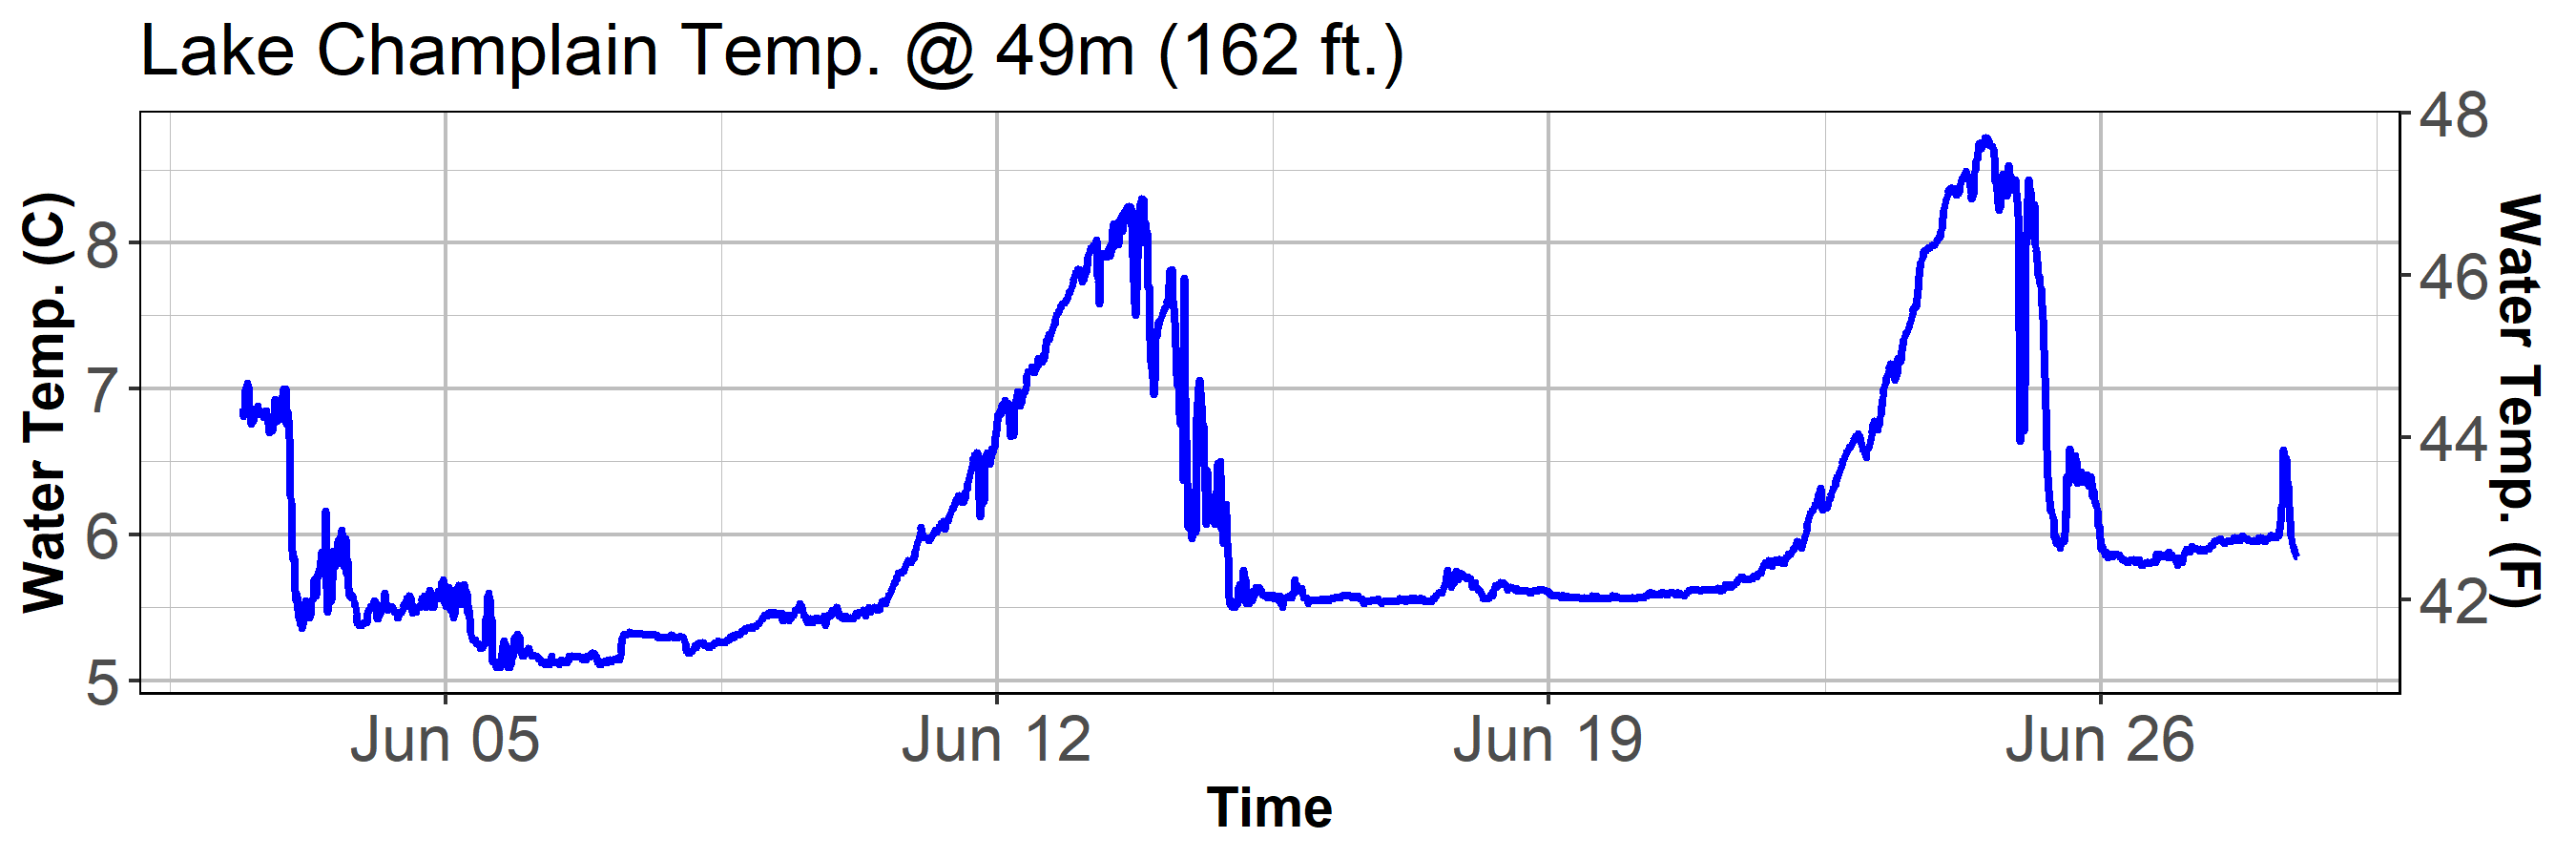 Lake Champlain Temp. @ 49m (162 ft.)
Water Temp. (C)
8
7
6
5
48
46
44
42
Water Temp. (F)
Jun 05 Jun 12 Jun 19 Jun 26
Time